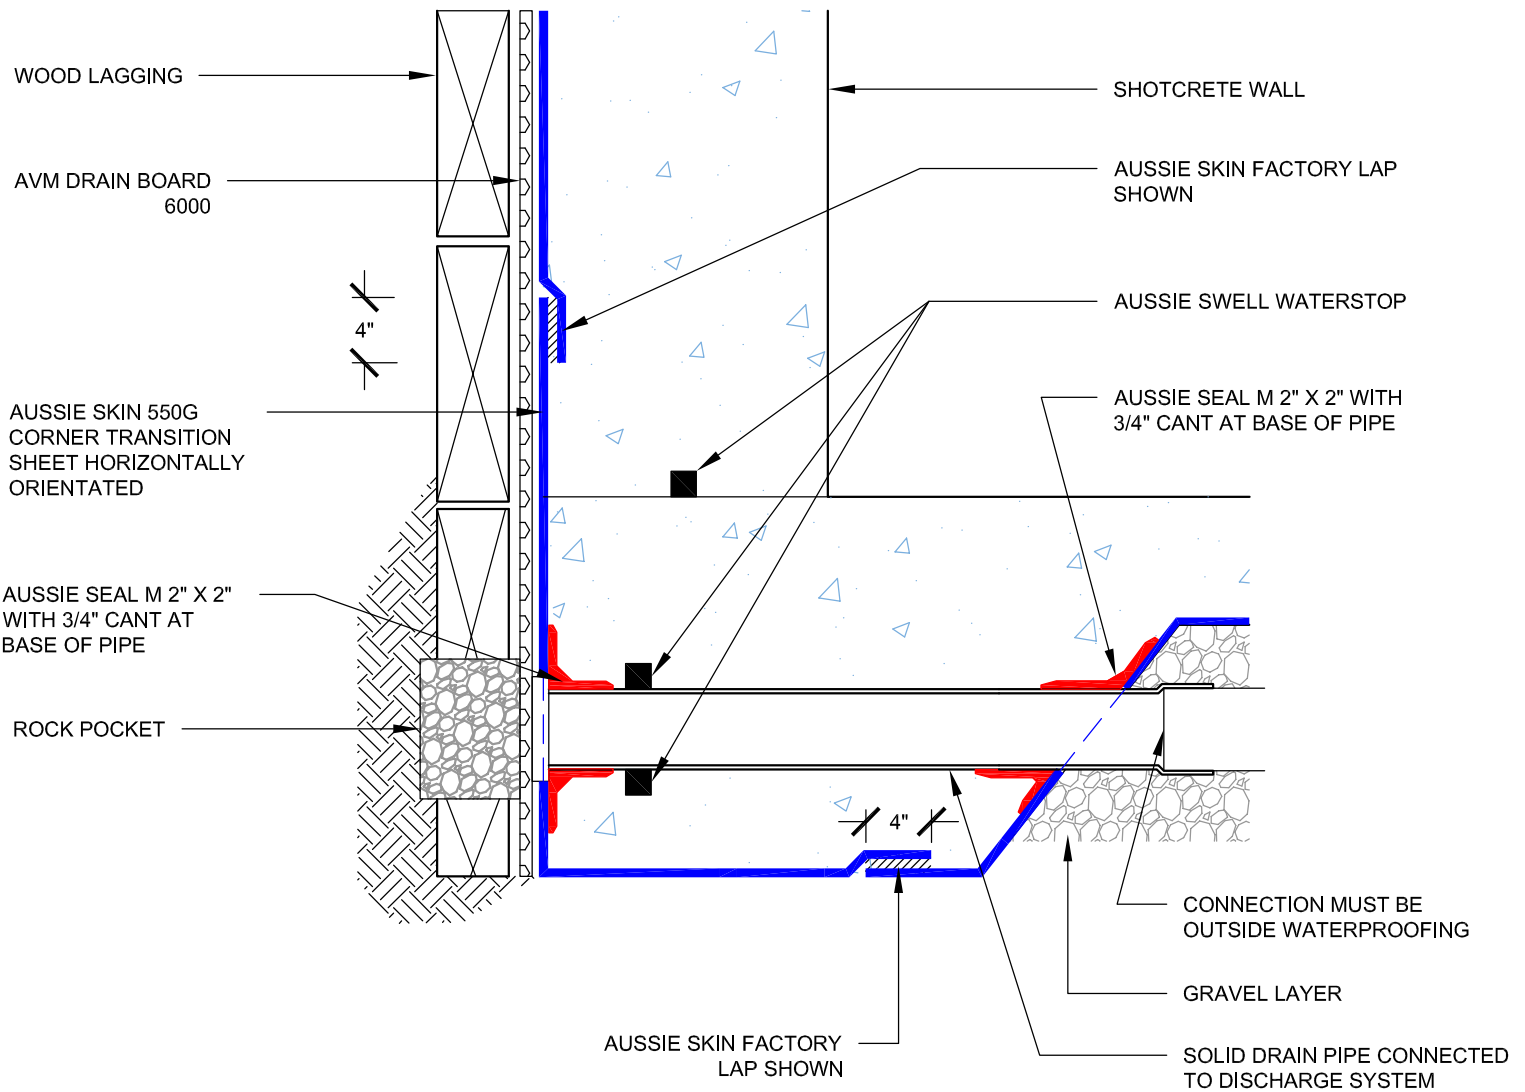 WOOD LAGGING
AVM DRAIN BOARD
6000
4"
AUSSIE SKIN 550G
CORNER TRANSITION
SHEET HORIZONTALLY
ORIENTATED
AUSSIE SEAL M 2" X 2"
WITH 3/4" CANT AT
BASE OF PIPE
ROCK POCKET
SHOTCRETE WALL
AUSSIE SKIN FACTORY LAP
SHOWN
AUSSIE SWELL WATERSTOP
AUSSIE SEAL M 2" X 2" WITH
3/4" CANT AT BASE OF PIPE
4"
CONNECTION MUST BE
OUTSIDE WATERPROOFING
GRAVEL LAYER
AUSSIE SKIN FACTORY
LAP SHOWN
SOLID DRAIN PIPE CONNECTED
TO DISCHARGE SYSTEM